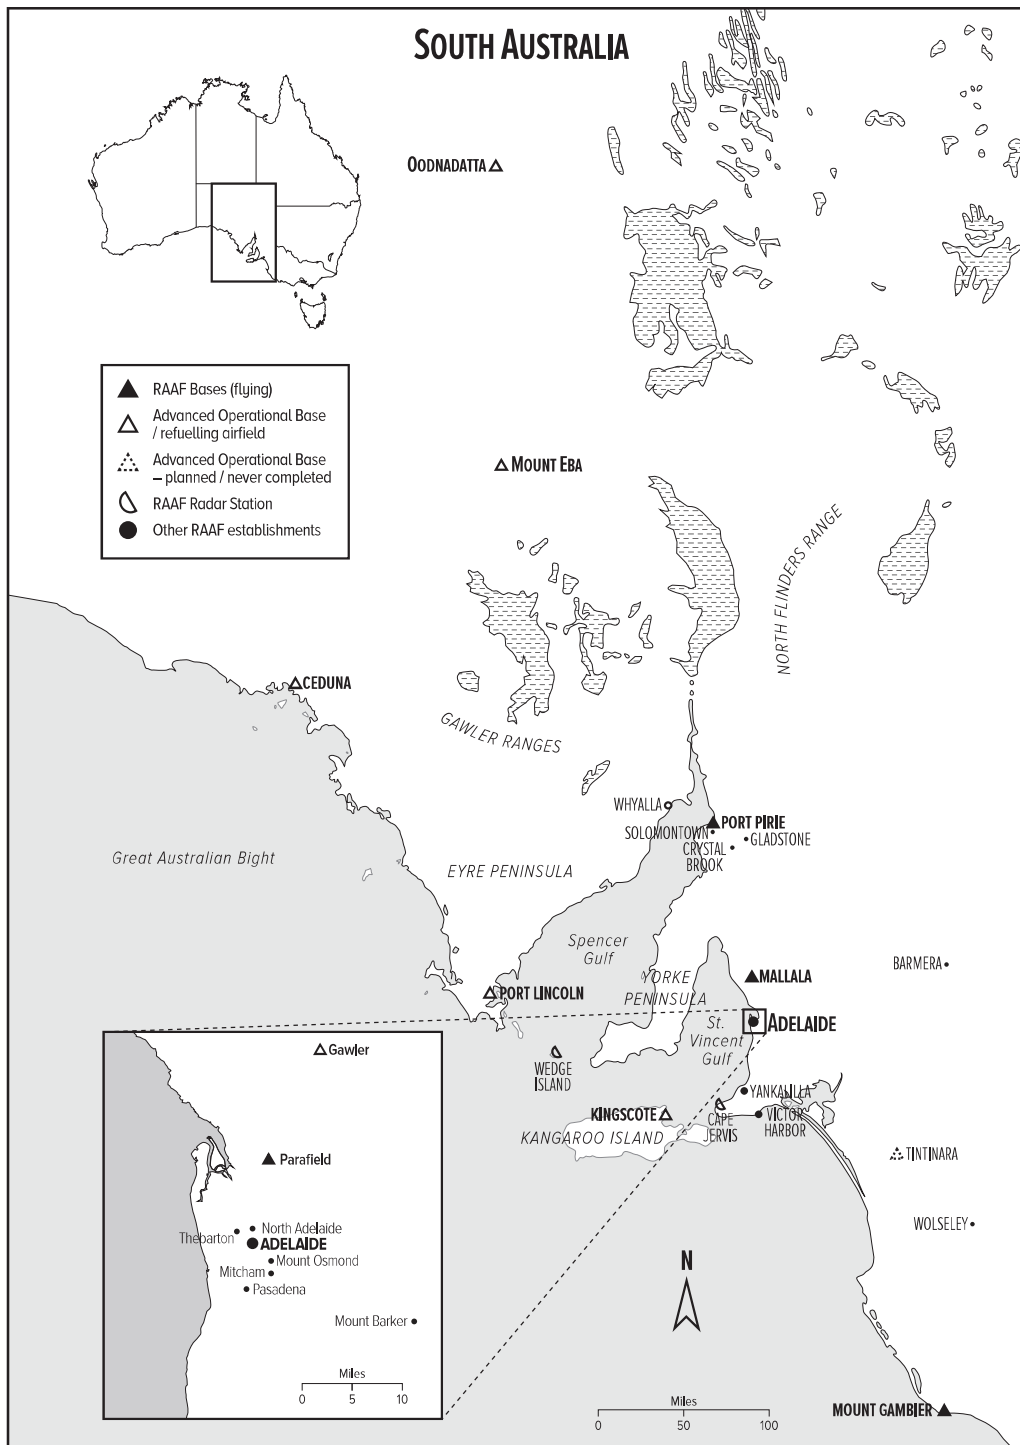 SOUTH AUSTRALIA
OODNADATTA
RAAF Bases (flying)
Advanced Operational Base
/ refuelling airfield
Advanced Operational Base
– planned / never completed
RAAF Radar Station
Other RAAF establishments
MOUNT EBA
NORTH FLINDERS RANGE
CEDUNA
GAWLER RANGES
WHYALLA
PORT PIRIE
SOLOMONTOWN
GLADSTONE
CRYSTAL
BROOK
Great Australian Bight
EYRE PENINSULA
Spencer
Gulf
BARMERA
YORKE
PENINSULA
MALLALA
PORT LINCOLN
ADELAIDE
St.
Vincent
Gulf
WEDGE
ISLAND
YANKALILLA
KINGSCOTE
CAPE
JERVIS
VICTOR
HARBOR
KANGAROO ISLAND
TINTINARA
WOLSELEY
N
Miles
0 50 100
MOUNT GAMBIER
Gawler
Parafield
North Adelaide
Thebarton
ADELAIDE
Mount Osmond
Mitcham
Pasadena
Mount Barker
Miles
0 5 10